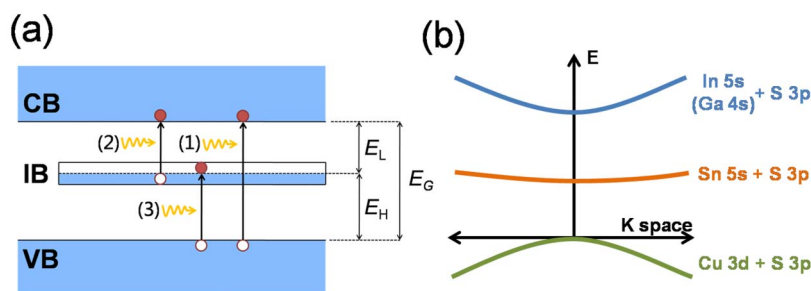 (a)
CB
(2)
(1)
E_L
IB
E_G
(3)
E_H
VB
(b)
E
In 5s
(Ga 4s) + S 3p
Sn 5s + S 3p
K space
Cu 3d + S 3p